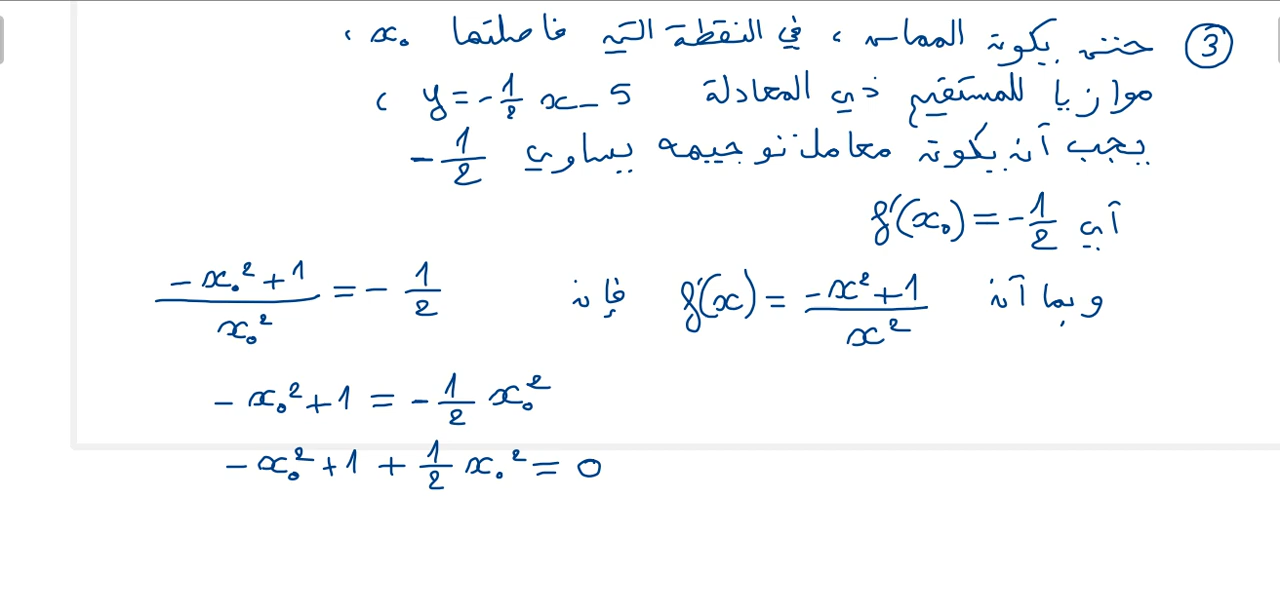 ③ حتى يكون المماس ، في النقطة التي فاصلتها x₀ ،
موازيا للمستقيم ذي المعادلة y = -1/2 x - 5 ،
يجب أن يكون معامل توجيهه يساوي -1/2
أي f'(x₀) = -1/2
وبما أن f'(x) = (-x² + 1)/x² فإن (-x₀² + 1)/x₀² = -1/2
-x₀² + 1 = -1/2 x₀²
-x₀² + 1 + 1/2 x₀² = 0